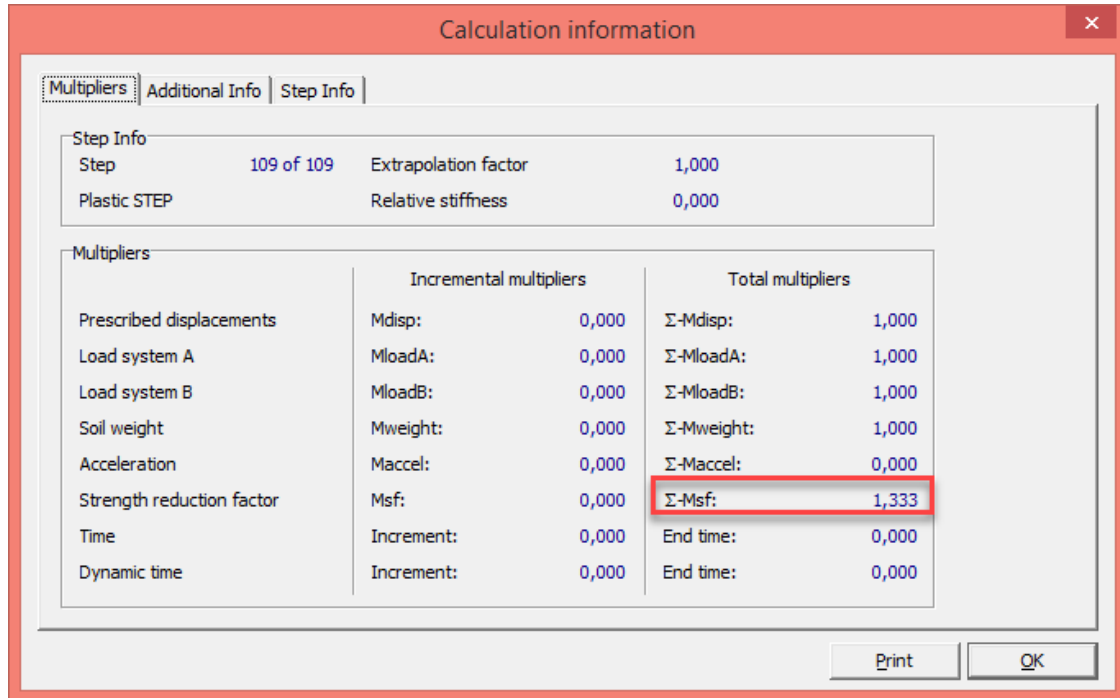 Calculation information
Multipliers Additional Info Step Info
Step Info
Step 109 of 109 Extrapolation factor 1,000
Plastic STEP Relative stiffness 0,000
Multipliers
Incremental multipliers Total multipliers
Prescribed displacements Mdisp: 0,000 Σ-Mdisp: 1,000
Load system A MloadA: 0,000 Σ-MloadA: 1,000
Load system B MloadB: 0,000 Σ-MloadB: 1,000
Soil weight Mweight: 0,000 Σ-Mweight: 1,000
Acceleration Maccel: 0,000 Σ-Maccel: 0,000
Strength reduction factor Msf: 0,000 Σ-Msf: 1,333
Time Increment: 0,000 End time: 0,000
Dynamic time Increment: 0,000 End time: 0,000
Print OK